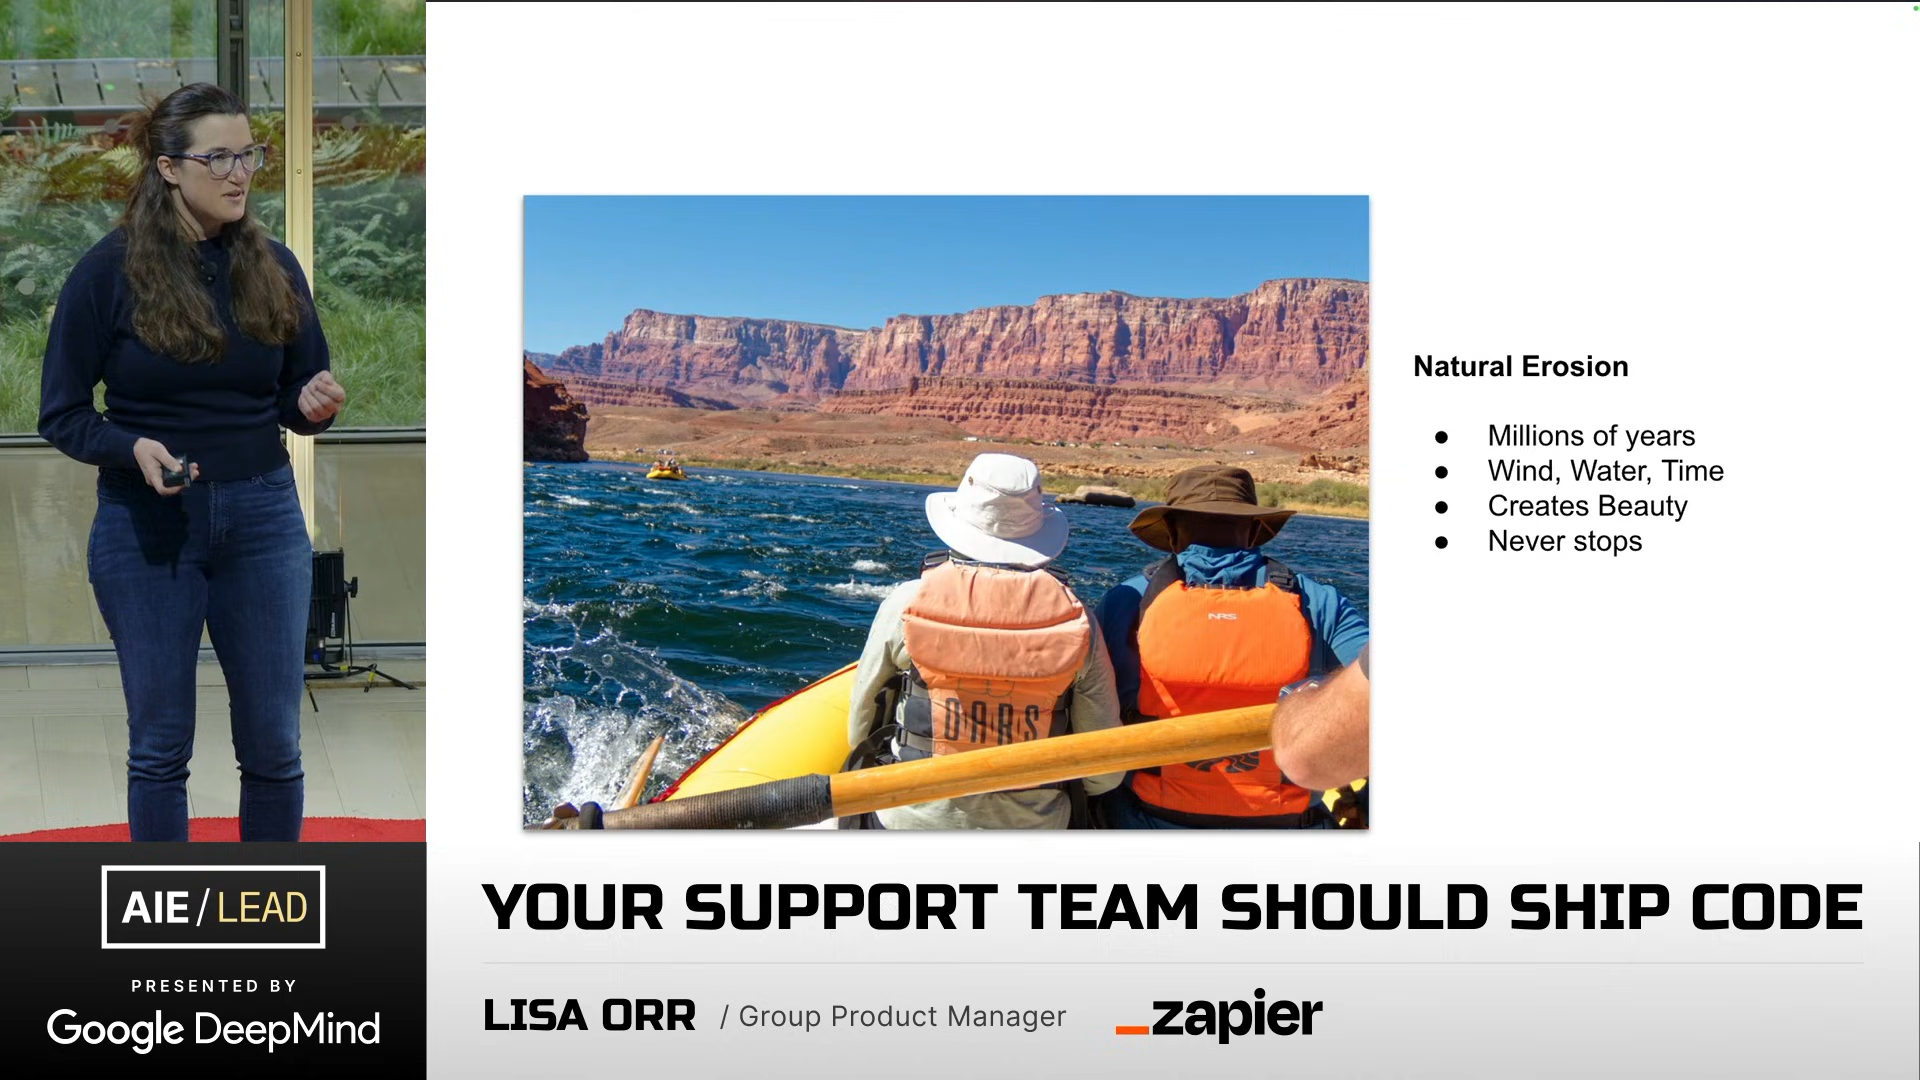 Natural Erosion
● Millions of years
● Wind, Water, Time
● Creates Beauty
● Never stops
NRS
OARS
AIE/LEAD
PRESENTED BY
Google DeepMind
YOUR SUPPORT TEAM SHOULD SHIP CODE
LISA ORR / Group Product Manager
_zapier